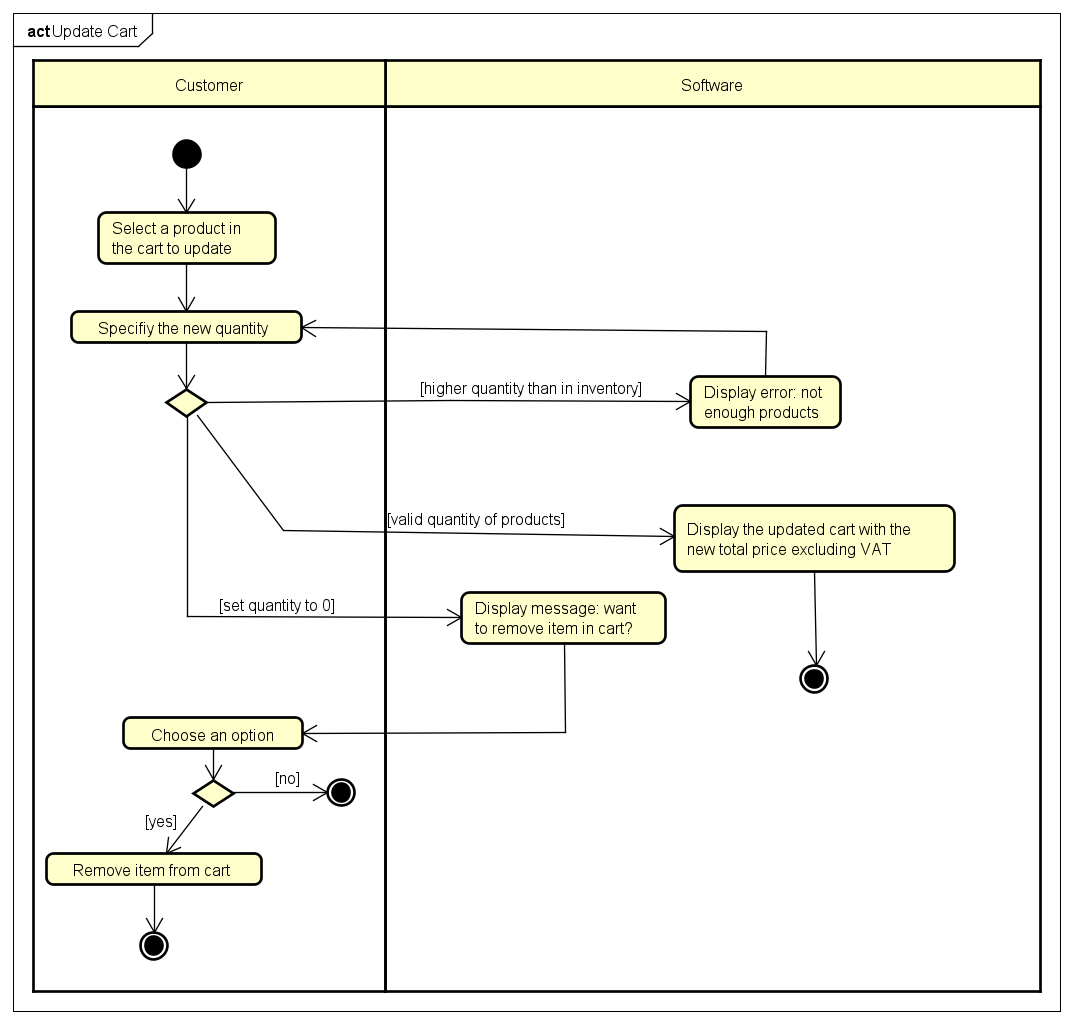 act Update Cart
Customer
Software
Select a product in
the cart to update
Specifiy the new quantity
[higher quantity than in inventory]
Display error: not
enough products
[valid quantity of products]
Display the updated cart with the
new total price excluding VAT
[set quantity to 0]
Display message: want
to remove item in cart?
Choose an option
[no]
[yes]
Remove item from cart